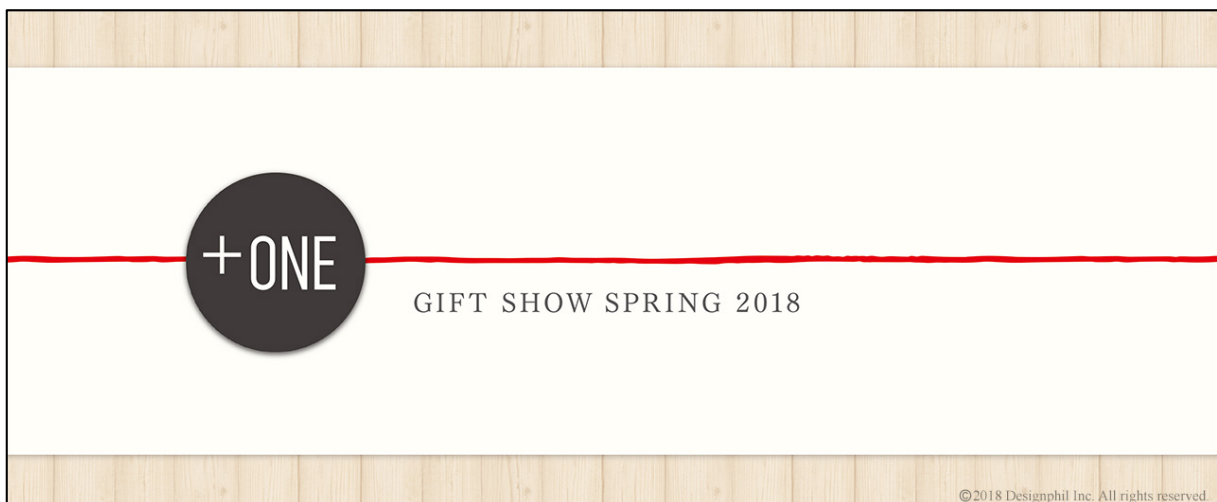 +ONE
GIFT SHOW SPRING 2018
©2018 Designphil Inc. All rights reserved.